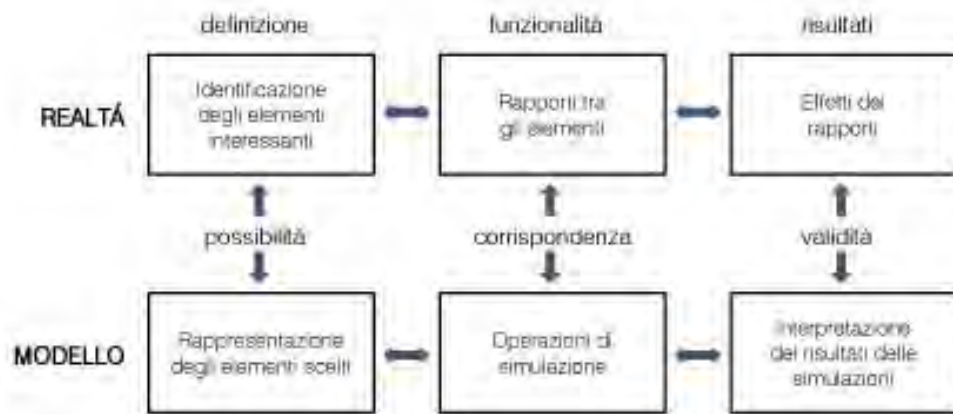 definizione funzionalità risultati
REALTÁ
Identificazione
degli elementi
interessanti
Rapporti tra
gli elementi
Effetti dei
rapporti
possibilità corrispondenza validità
MODELLO
Rappresentazione
degli elementi scelti
Operazioni di
simulazione
Interpretazione
dei risultati delle
simulazioni